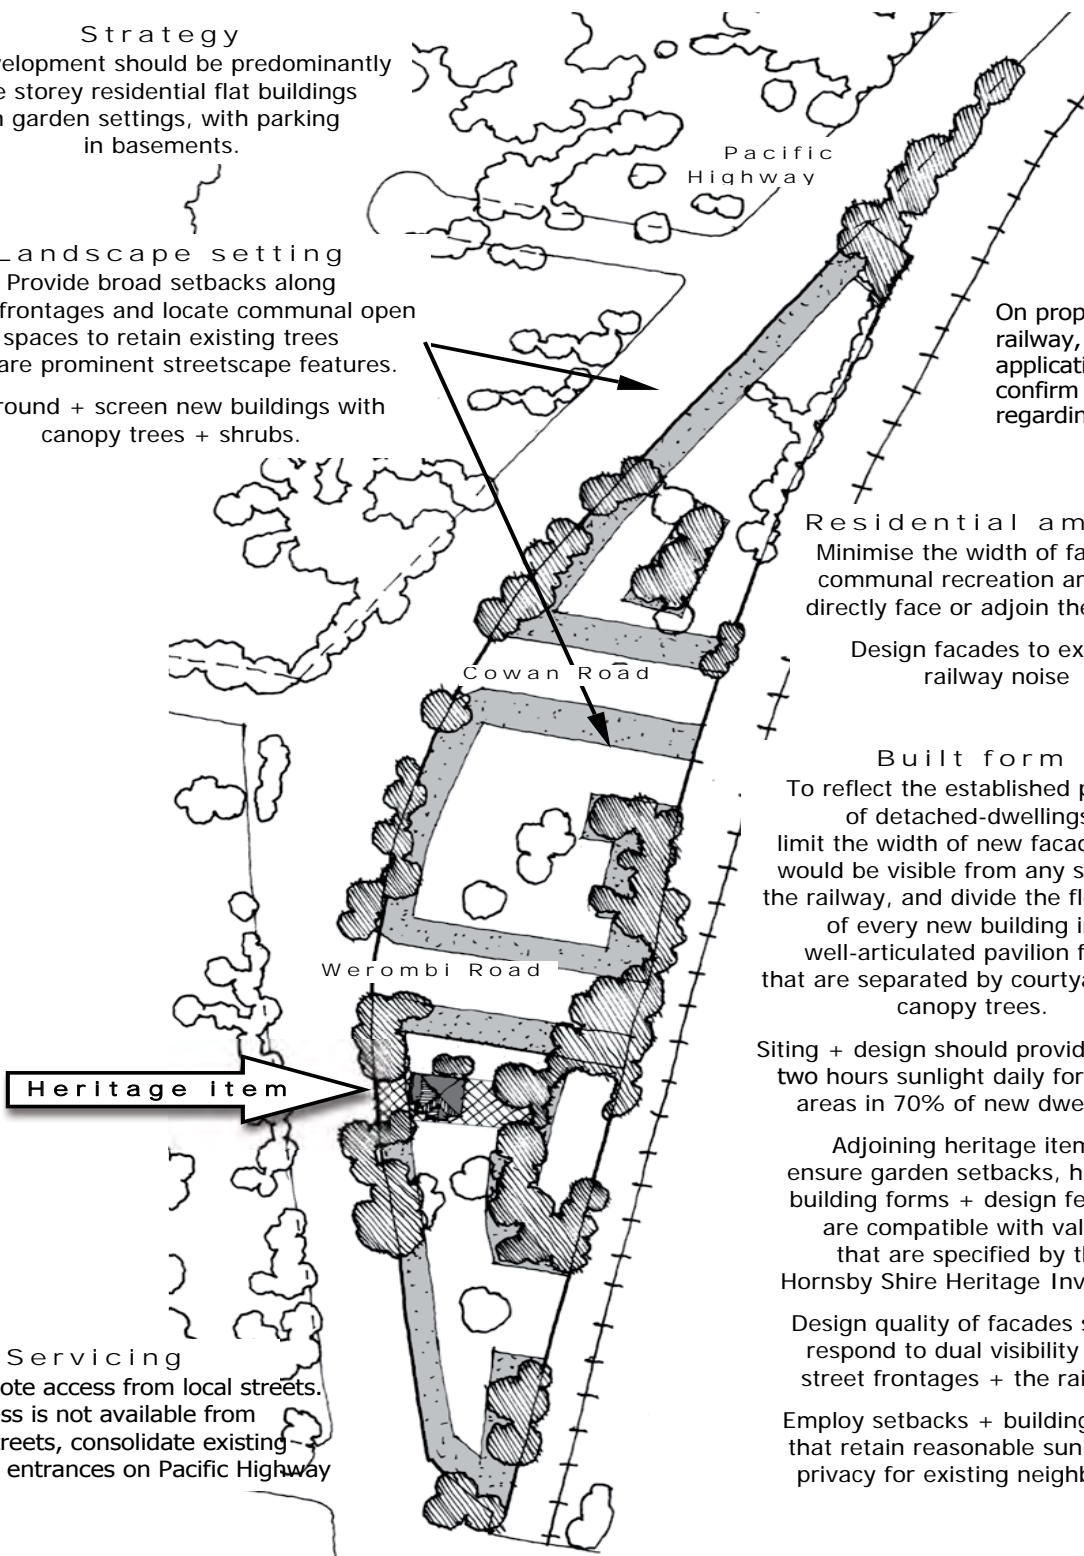 Strategy
velopment should be predominantly
e storey residential flat buildings
n garden settings, with parking
in basements.
Pacific
Highway
Landscape setting
Provide broad setbacks along
frontages and locate communal open
spaces to retain existing trees
are prominent streetscape features.
round + screen new buildings with
canopy trees + shrubs.
On prop
railway,
applicati
confirm
regardin
Residential am
Minimise the width of fa
communal recreation ar
directly face or adjoin the
Design facades to ex
railway noise
Cowan Road
Built form
To reflect the established p
of detached-dwellings
limit the width of new facad
would be visible from any s
the railway, and divide the fl
of every new building i
well-articulated pavilion f
that are separated by courtya
canopy trees.
Werombi Road
Siting + design should provid
two hours sunlight daily for
areas in 70% of new dwe
Heritage item
Adjoining heritage item
ensure garden setbacks, h
building forms + design fe
are compatible with val
that are specified by t
Hornsby Shire Heritage Inv
Design quality of facades s
respond to dual visibility
street frontages + the rai
Employ setbacks + building
that retain reasonable sun
privacy for existing neighb
Servicing
ote access from local streets.
ss is not available from
reets, consolidate existing
entrances on Pacific Highway